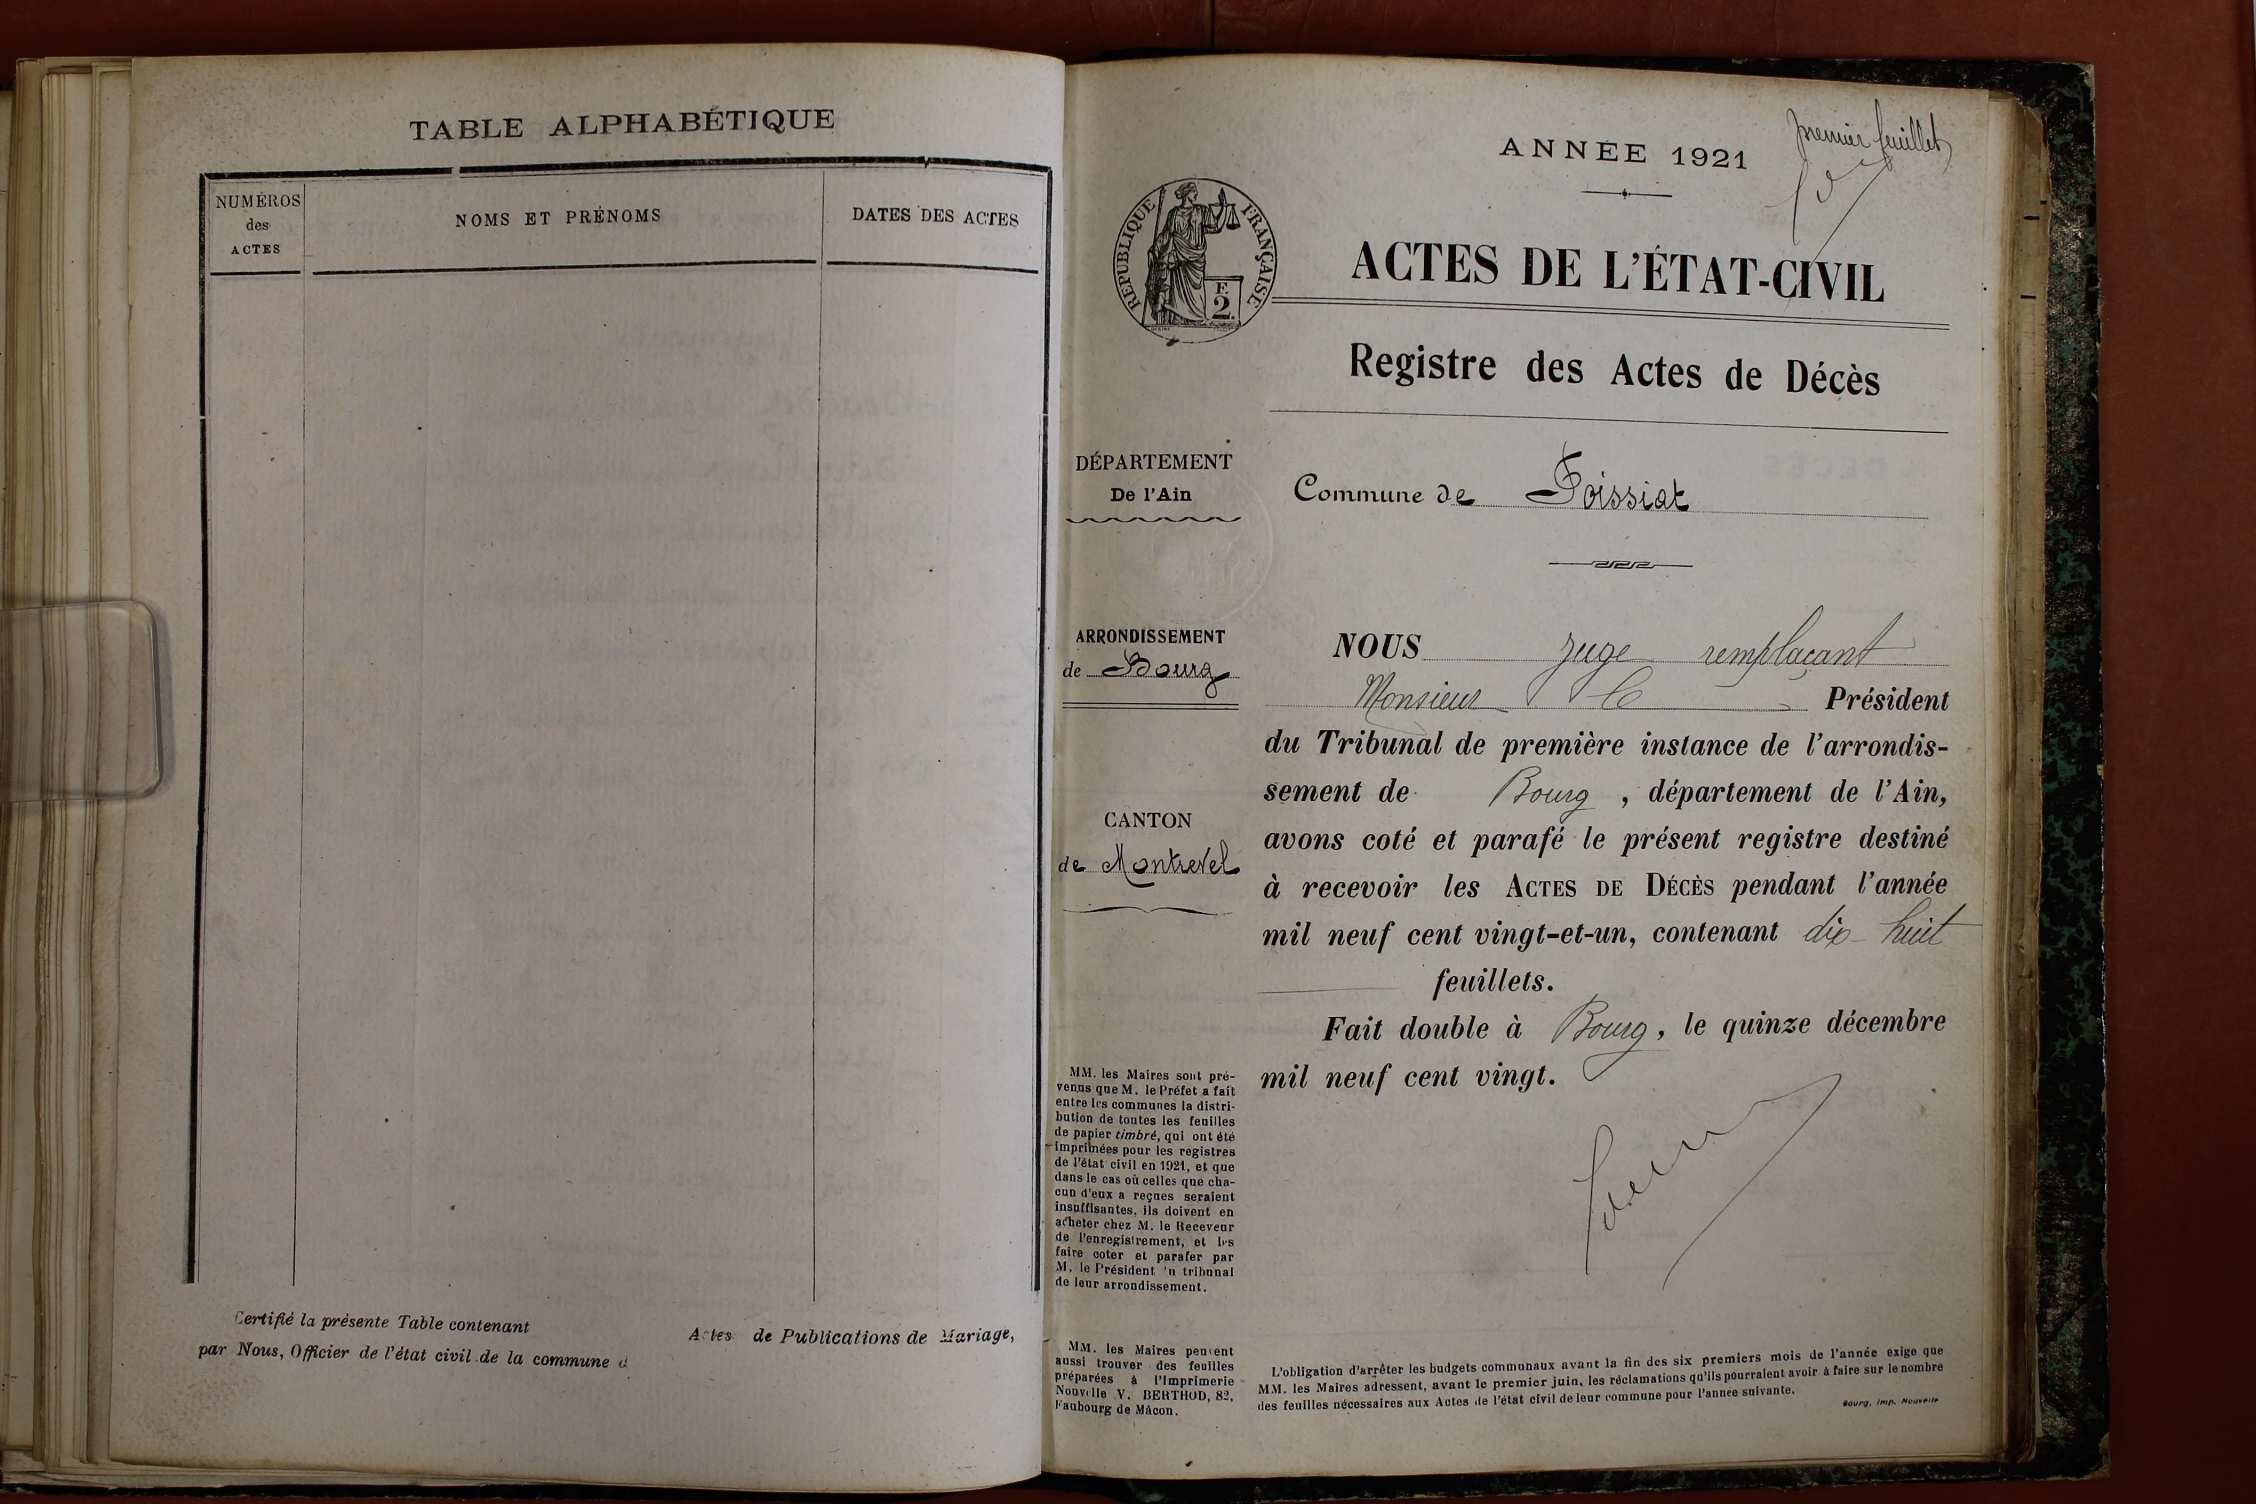 TABLE ALPHABÉTIQUE
NUMÉROS
des
ACTES
NOMS ET PRÉNOMS
DATES DES ACTES
Certifié la présente Table contenant
Actes de Publications de Mariage,
par Nous, Officier de l'état civil de la commune d
ANNÉE 1921
premier feuillet
RÉPUBLIQUE FRANÇAISE
E
2.
ACTES DE L'ÉTAT-CIVIL
Registre des Actes de Décès
DÉPARTEMENT
De l'Ain
Commune de Foissiat
ARRONDISSEMENT
de Bourg
CANTON
de Montrevel
NOUS juge remplaçant
Monsieur le Président
du Tribunal de première instance de l'arrondis-
sement de Bourg, département de l'Ain,
avons coté et parafé le présent registre destiné
à recevoir les ACTES DE DÉCÈS pendant l'année
mil neuf cent vingt-et-un, contenant dix-huit
feuillets.
Fait double à Bourg, le quinze décembre
mil neuf cent vingt.
MM. les Maires sont pré-
venus que M. le Préfet a fait
entre les communes la distri-
bution de toutes les feuilles
de papier timbré, qui ont été
imprimées pour les registres
de l'état civil en 1921, et que
dans le cas où celles que cha-
cun d'eux a reçues seraient
insuffisantes, ils doivent en
acheter chez M. le Receveur
de l'enregistrement, et les
faire coter et parafer par
M. le Président 'u tribunal
de leur arrondissement.
MM. les Maires peuvent
aussi trouver des feuilles
préparées à l'Imprimerie
Nouvelle V. BERTHOD, 82,
Faubourg de Mâcon.
L'obligation d'arrêter les budgets communaux avant la fin des six premiers mois de l'année exige que
MM. les Maires adressent, avant le premier juin, les réclamations qu'ils pourraient avoir à faire sur le nombre
des feuilles nécessaires aux Actes de l'état civil de leur commune pour l'année suivante.
Bourg, Imp. Nouvelle